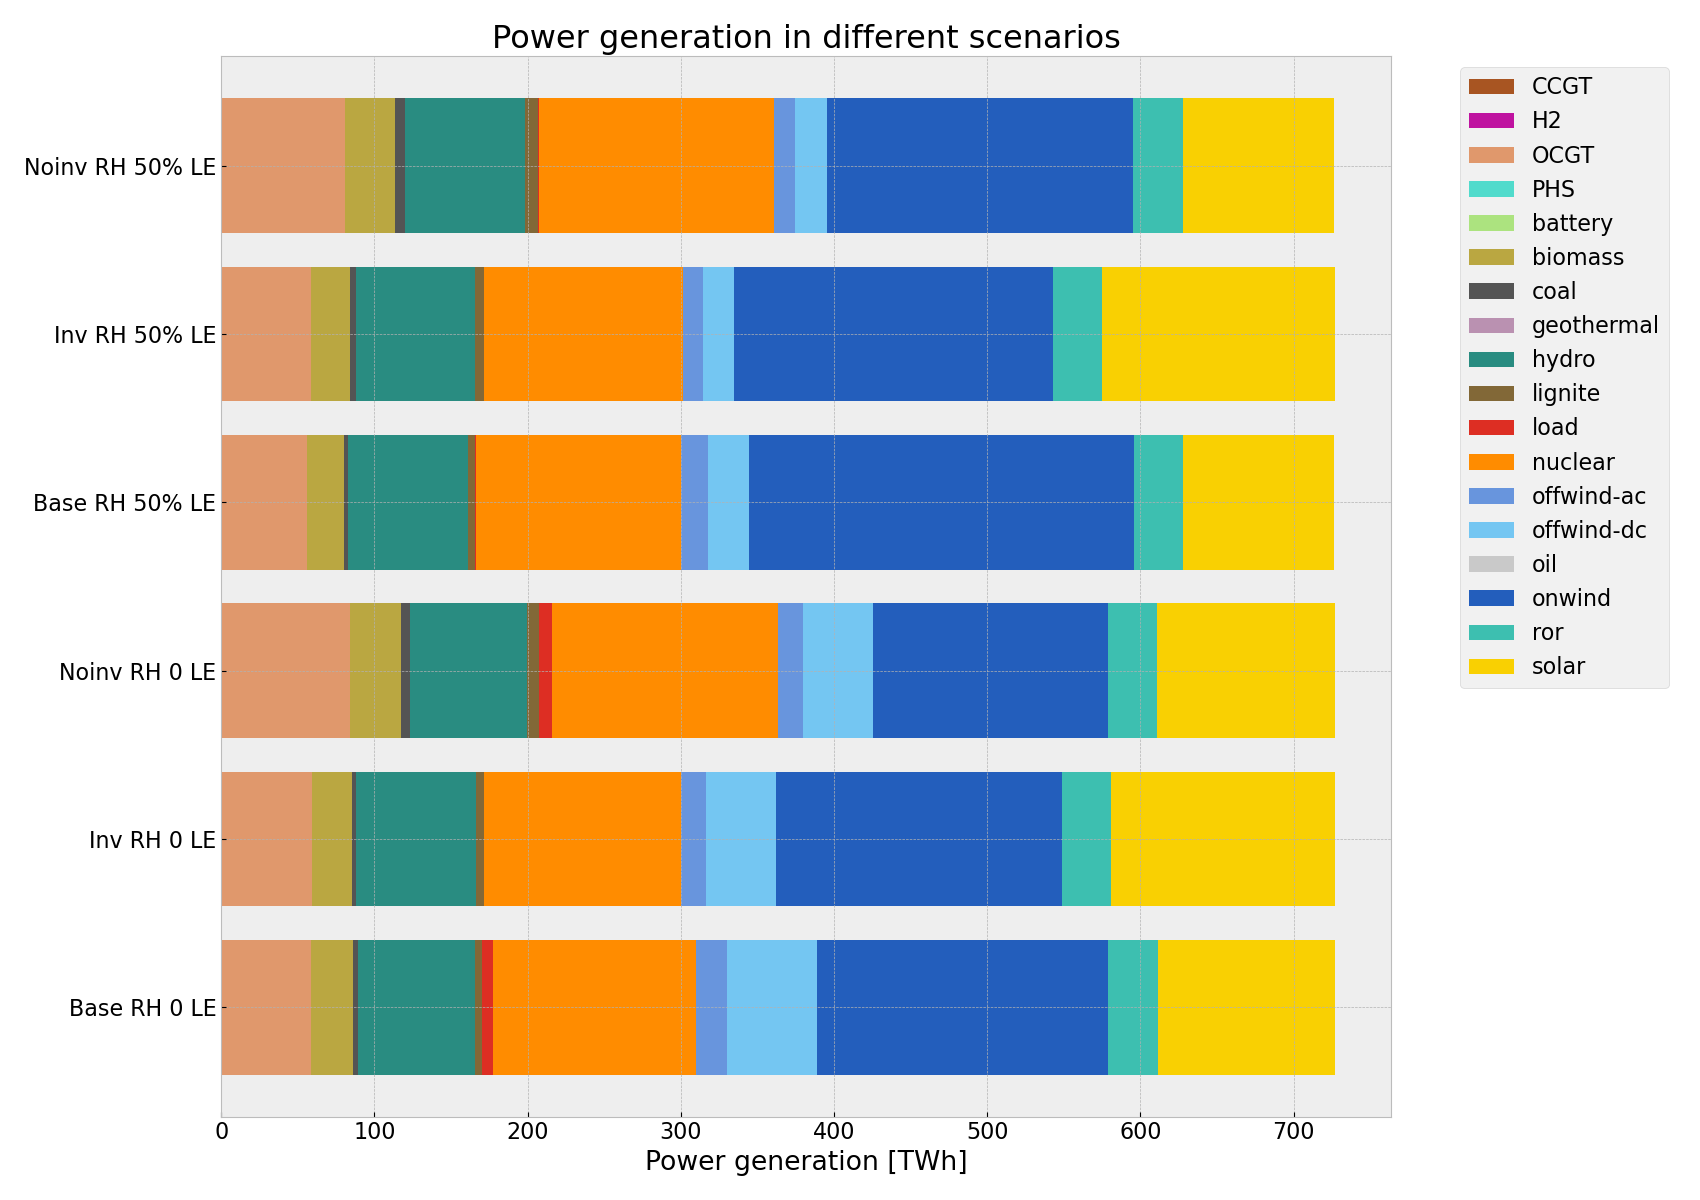 Power generation in different scenarios
Noinv RH 50% LE
Inv RH 50% LE
Base RH 50% LE
Noinv RH 0 LE
Inv RH 0 LE
Base RH 0 LE
0 100 200 300 400 500 600 700
Power generation [TWh]
CCGT
H2
OCGT
PHS
battery
biomass
coal
geothermal
hydro
lignite
load
nuclear
offwind-ac
offwind-dc
oil
onwind
ror
solar